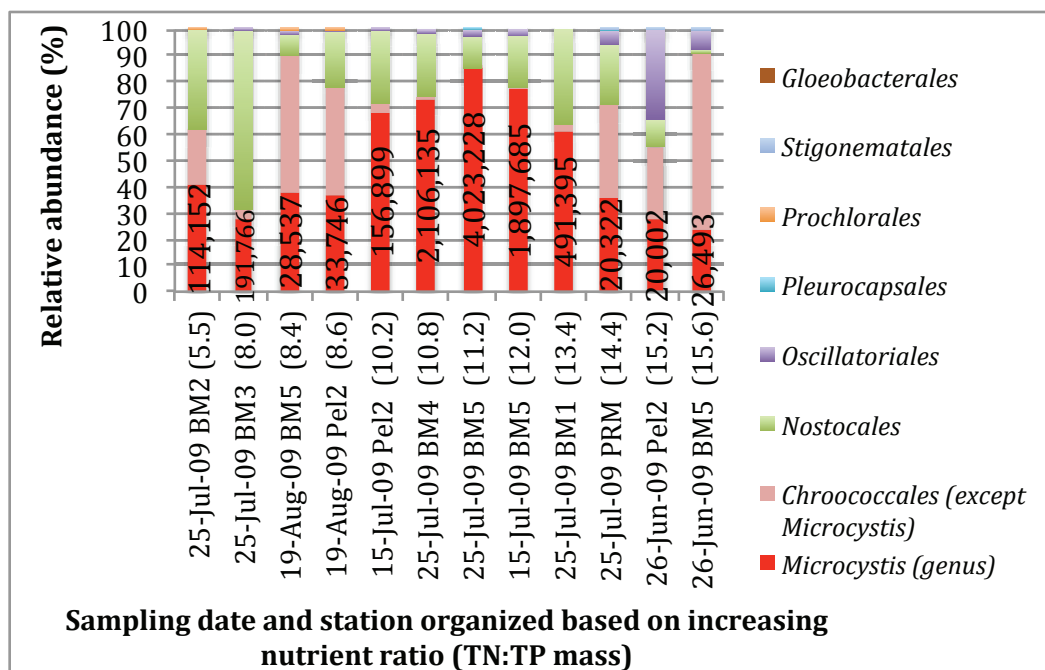 Relative abundance (%)
100
90
80
70
60
50
40
30
20
10
0
114,152
191,766
28,537
33,746
156,899
2,106,135
4,023,228
1,897,685
491,395
20,322
20,002
26,493
25-Jul-09 BM2 (5.5)
25-Jul-09 BM3 (8.0)
19-Aug-09 BM5 (8.4)
19-Aug-09 Pel2 (8.6)
15-Jul-09 Pel2 (10.2)
25-Jul-09 BM4 (10.8)
25-Jul-09 BM5 (11.2)
15-Jul-09 BM5 (12.0)
25-Jul-09 BM1 (13.4)
25-Jul-09 PRM (14.4)
26-Jun-09 Pel2 (15.2)
26-Jun-09 BM5 (15.6)
Sampling date and station organized based on increasing
nutrient ratio (TN:TP mass)
Gloeobacterales
Stigonematales
Prochlorales
Pleurocapsales
Oscillatoriales
Nostocales
Chroococcales (except
Microcystis)
Microcystis (genus)